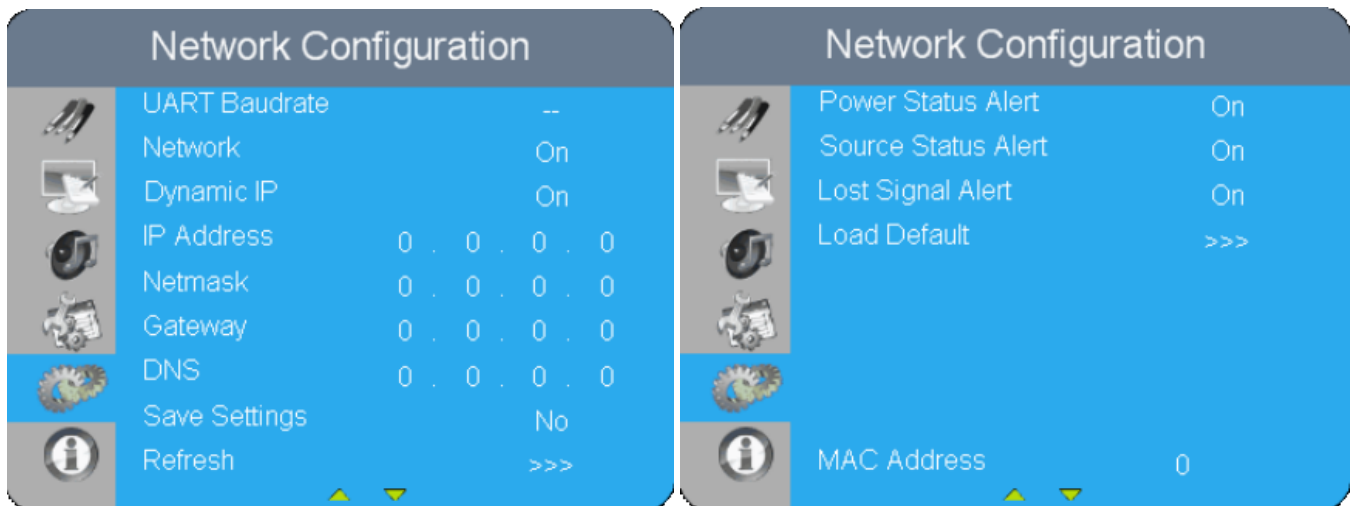 Network Configuration
UART Baudrate --
Network On
Dynamic IP On
IP Address 0 . 0 . 0 . 0
Netmask 0 . 0 . 0 . 0
Gateway 0 . 0 . 0 . 0
DNS 0 . 0 . 0 . 0
Save Settings No
Refresh >>>
Network Configuration
Power Status Alert On
Source Status Alert On
Lost Signal Alert On
Load Default >>>
MAC Address 0